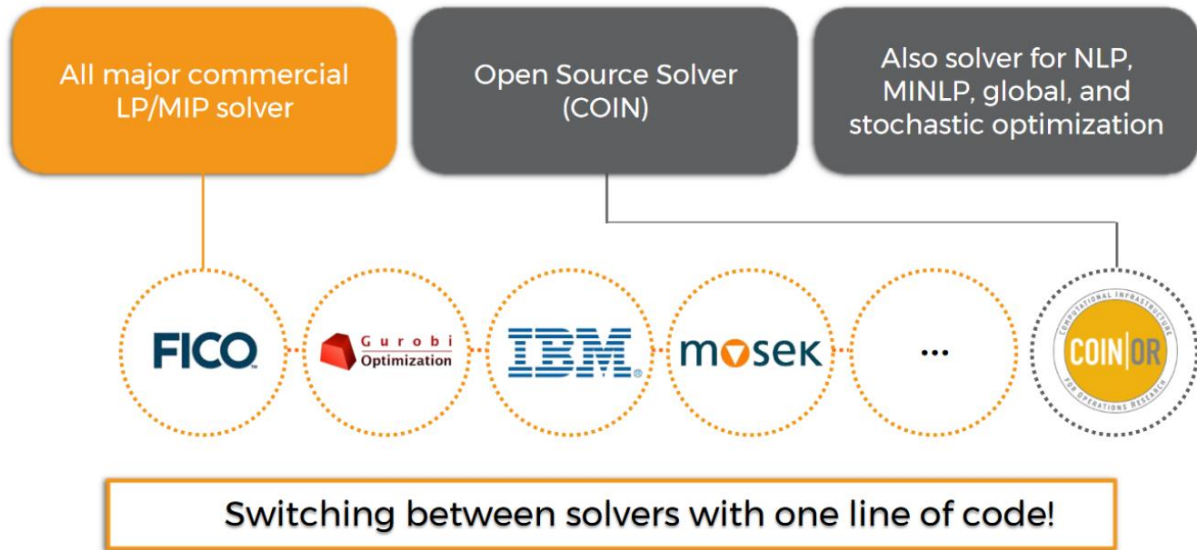 All major commercial
LP/MIP solver
Open Source Solver
(COIN)
Also solver for NLP,
MINLP, global, and
stochastic optimization
FICO™
Gurobi
Optimization
IBM®
mosek
...
COMPUTATIONAL INFRASTRUCTURE
COIN|OR
FOR OPERATIONS RESEARCH
Switching between solvers with one line of code!